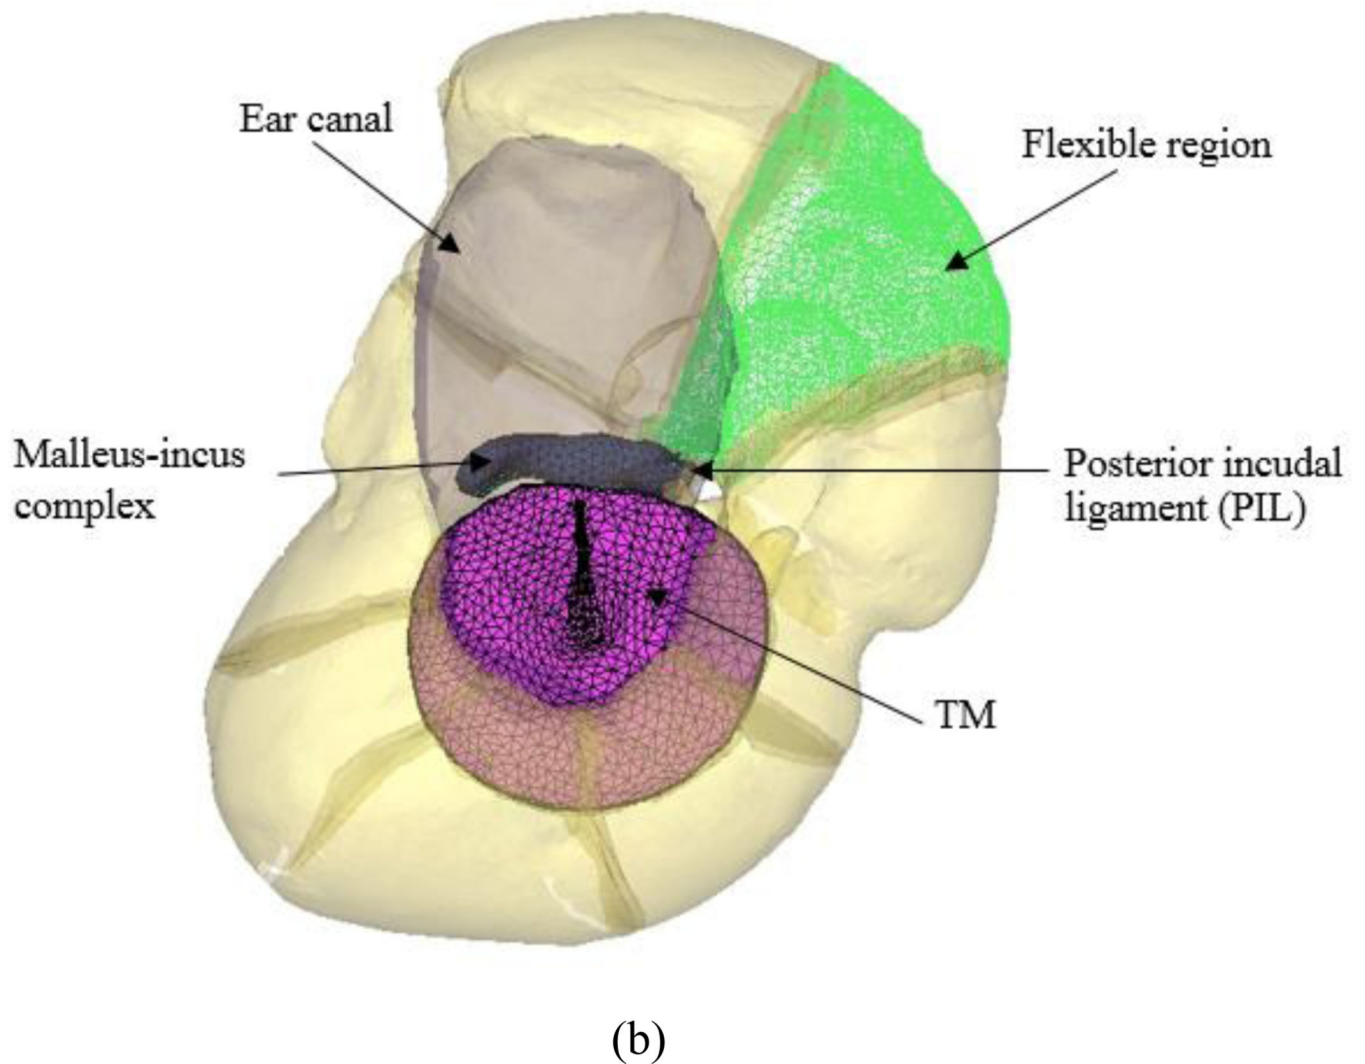 Ear canal
Flexible region
Malleus-incus
complex
Posterior incudal
ligament (PIL)
TM
(b)